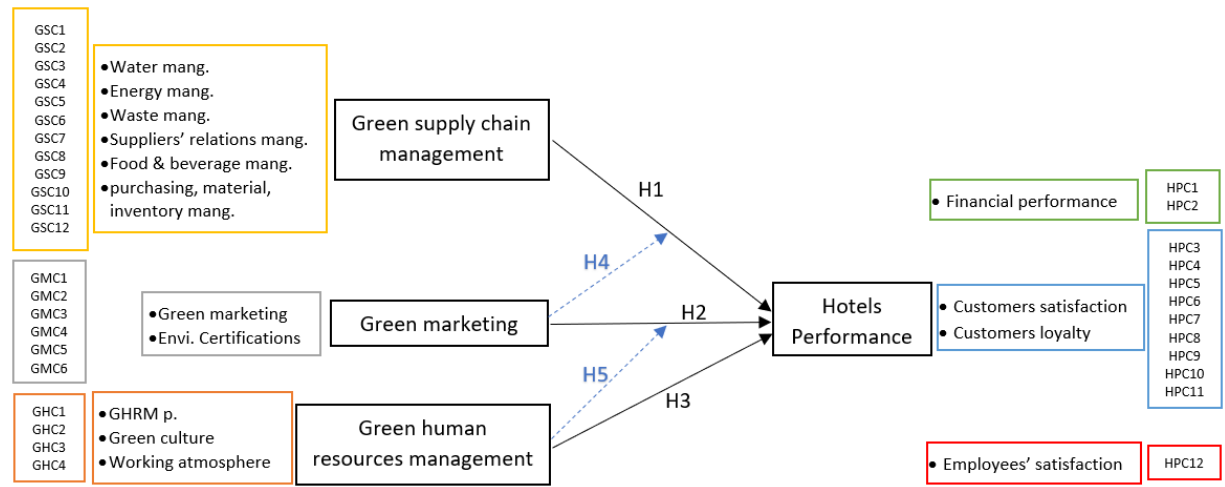 GSC1
GSC2
GSC3
GSC4
GSC5
GSC6
GSC7
GSC8
GSC9
GSC10
GSC11
GSC12
•Water mang.
•Energy mang.
•Waste mang.
•Suppliers’ relations mang.
•Food & beverage mang.
•purchasing, material,
inventory mang.
Green supply chain
management
H1
H4
GMC1
GMC2
GMC3
GMC4
GMC5
GMC6
•Green marketing
•Envi. Certifications
Green marketing
H2
H5
H3
GHC1
GHC2
GHC3
GHC4
•GHRM p.
•Green culture
•Working atmosphere
Green human
resources management
Hotels
Performance
• Financial performance
HPC1
HPC2
• Customers satisfaction
• Customers loyalty
HPC3
HPC4
HPC5
HPC6
HPC7
HPC8
HPC9
HPC10
HPC11
• Employees’ satisfaction
HPC12